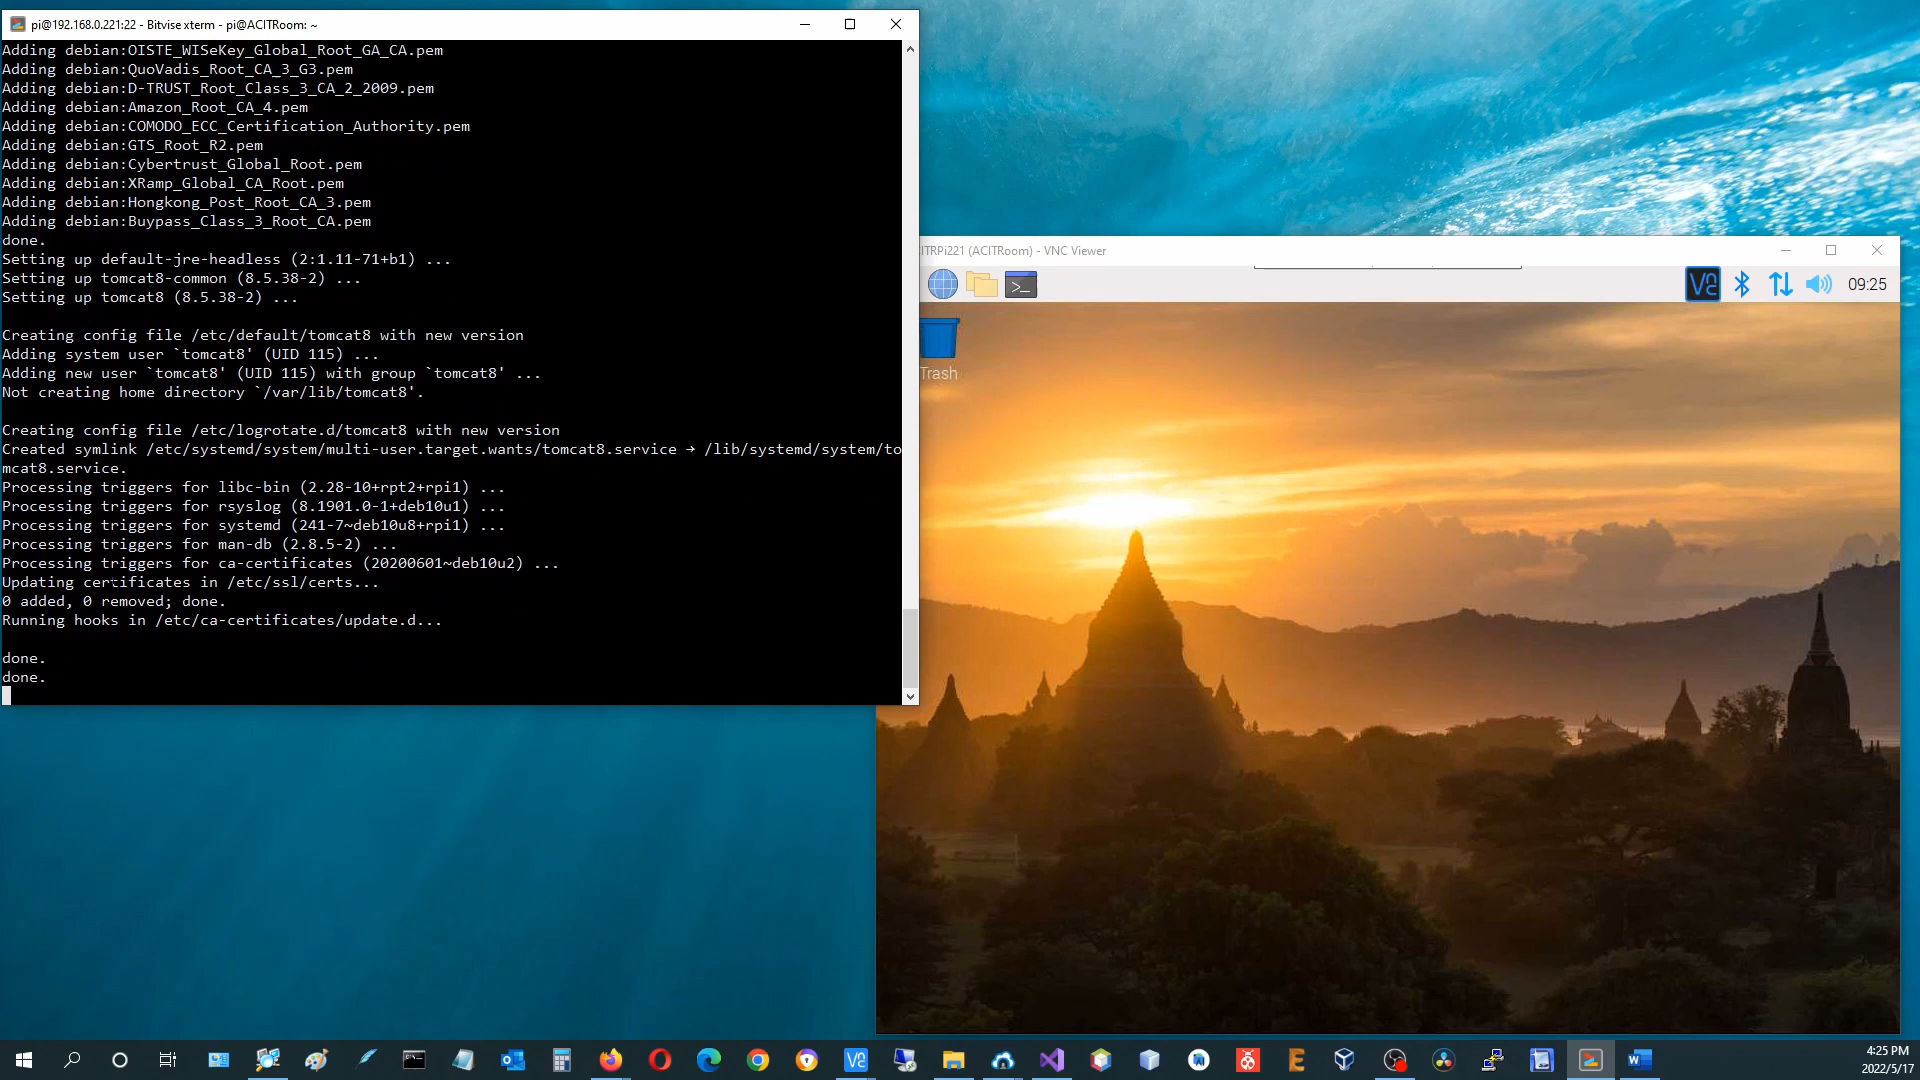 pi@192.168.0.221:22 - Bitvise xterm - pi@ACITRoom: ~
Adding debian:OISTE_WISeKey_Global_Root_GA_CA.pem
Adding debian:QuoVadis_Root_CA_3_G3.pem
Adding debian:D-TRUST_Root_Class_3_CA_2_2009.pem
Adding debian:Amazon_Root_CA_4.pem
Adding debian:COMODO_ECC_Certification_Authority.pem
Adding debian:GTS_Root_R2.pem
Adding debian:Cybertrust_Global_Root.pem
Adding debian:XRamp_Global_CA_Root.pem
Adding debian:Hongkong_Post_Root_CA_3.pem
Adding debian:Buypass_Class_3_Root_CA.pem
done.
Setting up default-jre-headless (2:1.11-71+b1) ...
Setting up tomcat8-common (8.5.38-2) ...
Setting up tomcat8 (8.5.38-2) ...
Creating config file /etc/default/tomcat8 with new version
Adding system user `tomcat8' (UID 115) ...
Adding new user `tomcat8' (UID 115) with group `tomcat8' ...
Not creating home directory `/var/lib/tomcat8'.
Creating config file /etc/logrotate.d/tomcat8 with new version
Created symlink /etc/systemd/system/multi-user.target.wants/tomcat8.service → /lib/systemd/system/to
mcat8.service.
Processing triggers for libc-bin (2.28-10+rpt2+rpi1) ...
Processing triggers for rsyslog (8.1901.0-1+deb10u1) ...
Processing triggers for systemd (241-7~deb10u8+rpi1) ...
Processing triggers for man-db (2.8.5-2) ...
Processing triggers for ca-certificates (20200601~deb10u2) ...
Updating certificates in /etc/ssl/certs...
0 added, 0 removed; done.
Running hooks in /etc/ca-certificates/update.d...
done.
done.
ITRPi221 (ACITRoom) - VNC Viewer
09:25
Trash
4:25 PM
2022/5/17